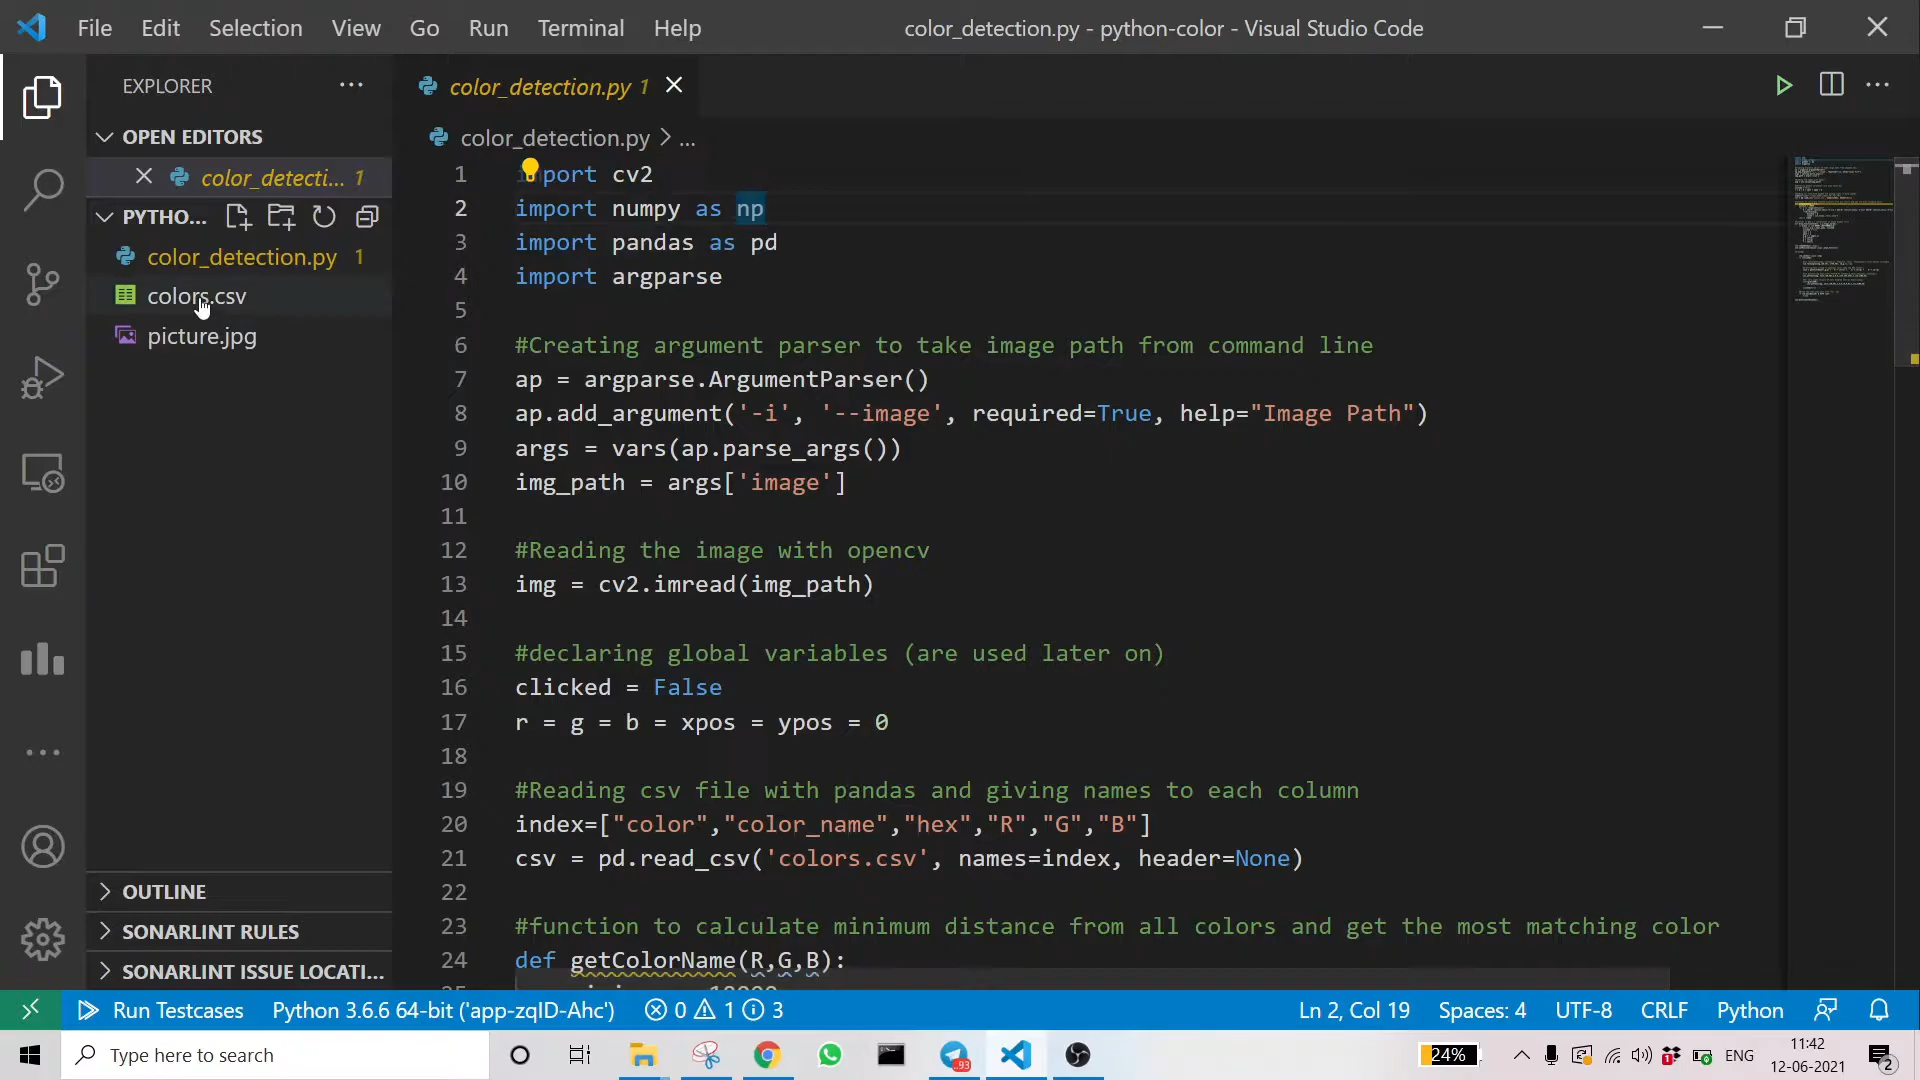 File Edit Selection View Go Run Terminal Help color_detection.py - python-color - Visual Studio Code
EXPLORER
OPEN EDITORS
color_detecti... 1
PYTHO...
color_detection.py 1
colors.csv
picture.jpg
OUTLINE
SONARLINT RULES
SONARLINT ISSUE LOCATI...
color_detection.py 1
color_detection.py > ...
1 import cv2
2 import numpy as np
3 import pandas as pd
4 import argparse
5
6 #Creating argument parser to take image path from command line
7 ap = argparse.ArgumentParser()
8 ap.add_argument('-i', '--image', required=True, help="Image Path")
9 args = vars(ap.parse_args())
10 img_path = args['image']
11
12 #Reading the image with opencv
13 img = cv2.imread(img_path)
14
15 #declaring global variables (are used later on)
16 clicked = False
17 r = g = b = xpos = ypos = 0
18
19 #Reading csv file with pandas and giving names to each column
20 index=["color","color_name","hex","R","G","B"]
21 csv = pd.read_csv('colors.csv', names=index, header=None)
22
23 #function to calculate minimum distance from all colors and get the most matching color
24 def getColorName(R,G,B):
Run Testcases Python 3.6.6 64-bit ('app-zqID-Ahc') 0 1 3 Ln 2, Col 19 Spaces: 4 UTF-8 CRLF Python
Type here to search 93 24% ENG 11:42
12-06-2021 2